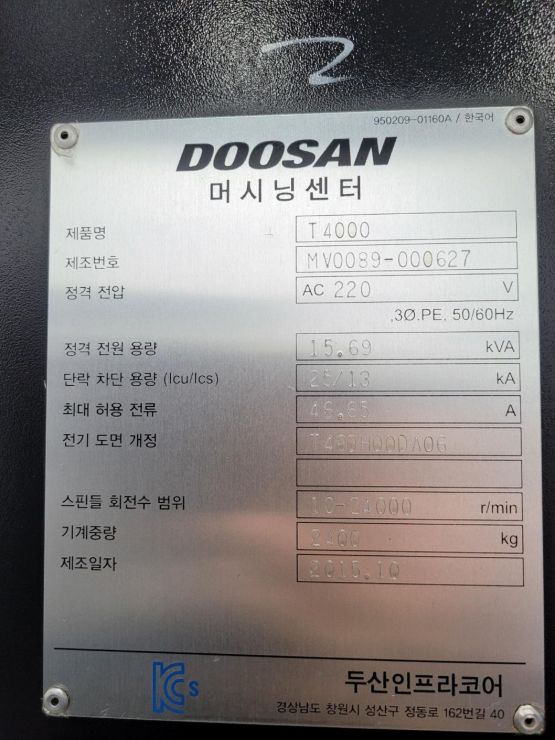 950209-01160A / 한국어
DOOSAN
머시닝센터
제품명 T4000
제조번호 MV0089-000627
정격 전압 AC 220 V
,3Ø.PE, 50/60Hz
정격 전원 용량 15.69 kVA
단락 차단 용량 (Icu/Ics) 25/13 kA
최대 허용 전류 A
전기 도면 개정
스핀들 회전수 범위 r/min
기계중량 2400 kg
제조일자 2015.10
KCs
두산인프라코어
경상남도 창원시 성산구 정동로 162번길 40